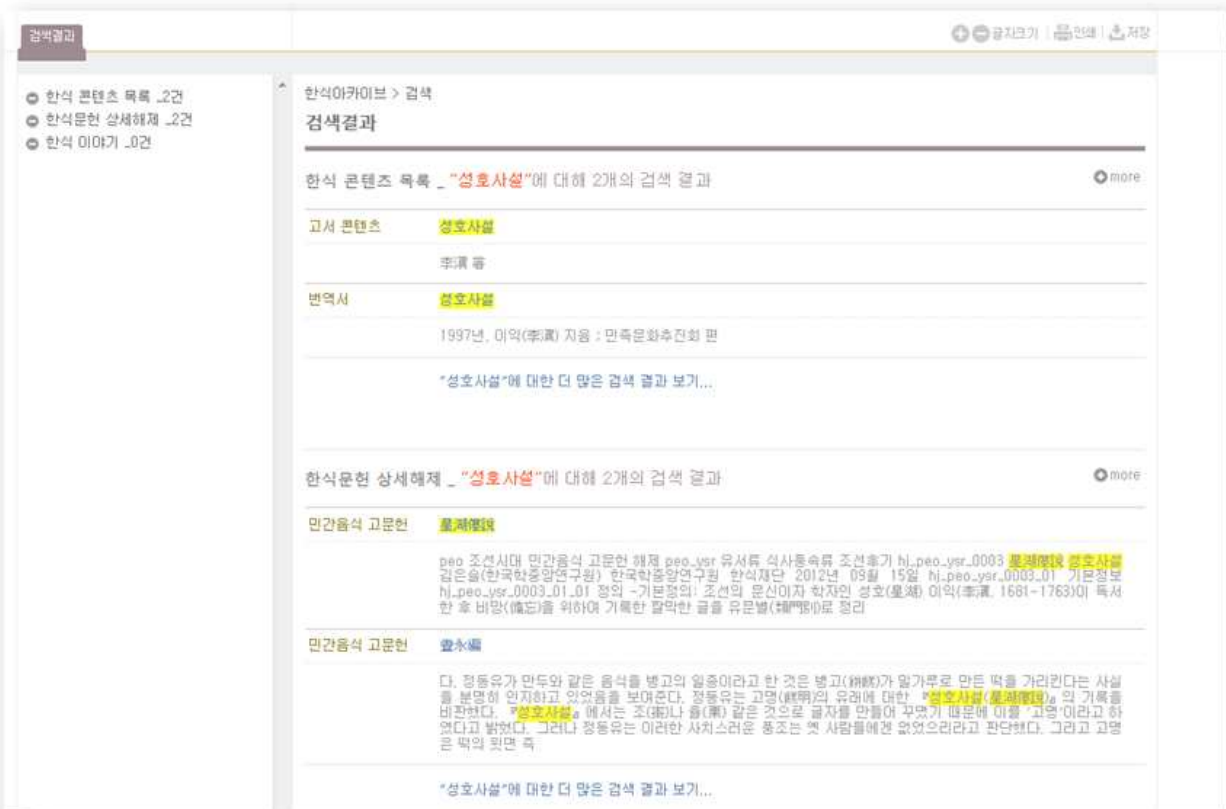 검색결과
글자크기 | 인쇄 | 저장
한식 콘텐츠 목록 _2건
한식문헌 상세해제 _2건
한식 이야기 _0건
한식아카이브 > 검색
검색결과
한식 콘텐츠 목록 _ "성호사설"에 대해 2개의 검색 결과
more
고서 콘텐츠 성호사설
李瀷 著
번역서 성호사설
1997년, 이익(李瀷) 지음 ; 민족문화추진회 편
"성호사설"에 대한 더 많은 검색 결과 보기...
한식문헌 상세해제 _ "성호사설"에 대해 2개의 검색 결과
more
민간음식 고문헌 星湖僿說
peo 조선시대 민간음식 고문헌 해제 peo_ysr 유서류 식사풍속류 조선후기 hj_peo_ysr_0003 星湖僿說 성호사설
김은슬(한국학중앙연구원) 한국학중앙연구원 한식재단 2012년 09월 15일 hj_peo_ysr_0003_01 기본정보
hj_peo_ysr_0003_01_01 정의 -기본정의: 조선의 문신이자 학자인 성호(星湖) 이익(李瀷, 1681-1763)이 독서
한 후 비망(備忘)을 위하여 기록한 짤막한 글을 유문별(類門別)로 정리
민간음식 고문헌 晝永編
다. 정동유가 만두와 같은 음식을 병고의 일종이라고 한 것은 병고가 밀가루로 만든 떡을 가리킨다는 사실
을 분명히 인지하고 있었음을 보여준다. 정동유는 고명의 유래에 대한 『성호사설(星湖僿說)』의 기록을
비판했다. 『성호사설』에서는 조나 율 같은 것으로 글자를 만들어 꾸몄기 때문에 이를 '고명'이라고 하
였다고 밝혔다. 그러나 정동유는 이러한 사치스러운 풍조는 옛 사람들에겐 없었으리라고 판단했다. 그리고 고명
은 떡의 윗면 즉
"성호사설"에 대한 더 많은 검색 결과 보기...